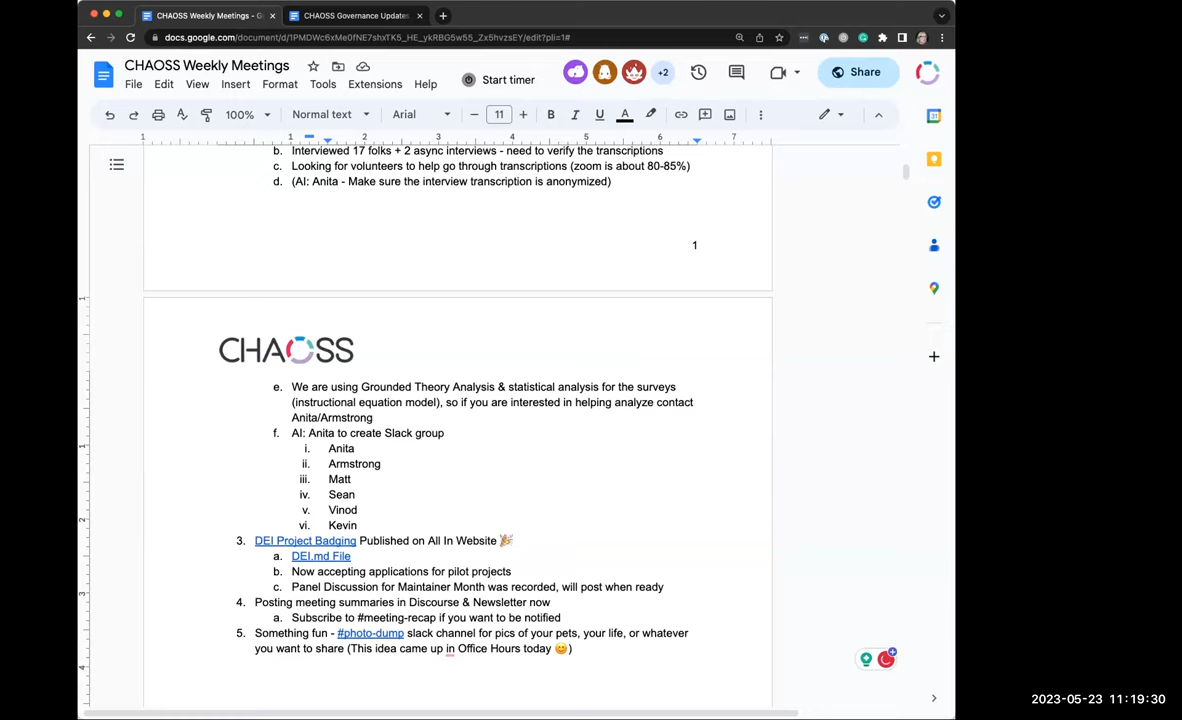 CHAOSS Weekly Meetings - G
CHAOSS Governance Updates
docs.google.com/document/d/1PMDWc6xMe0fNE7shxTK5_HE_ykRBG5w55_Zx5hvzsEY/edit?pli=1#
CHAOSS Weekly Meetings
File Edit View Insert Format Tools Extensions Help
Start timer
+2
Share
100% Normal text Arial 11 B I U A
1 1 2 3 4 5 6 7
b. Interviewed 17 folks + 2 async interviews - need to verify the transcriptions
c. Looking for volunteers to help go through transcriptions (zoom is about 80-85%)
d. (AI: Anita - Make sure the interview transcription is anonymized)
1
CHAOSS
e. We are using Grounded Theory Analysis & statistical analysis for the surveys
(instructional equation model), so if you are interested in helping analyze contact
Anita/Armstrong
f. AI: Anita to create Slack group
i. Anita
ii. Armstrong
iii. Matt
iv. Sean
v. Vinod
vi. Kevin
3. DEI Project Badging Published on All In Website 🎉
a. DEI.md File
b. Now accepting applications for pilot projects
c. Panel Discussion for Maintainer Month was recorded, will post when ready
4. Posting meeting summaries in Discourse & Newsletter now
a. Subscribe to #meeting-recap if you want to be notified
5. Something fun - #photo-dump slack channel for pics of your pets, your life, or whatever
you want to share (This idea came up in Office Hours today 😊)
2023-05-23 11:19:30